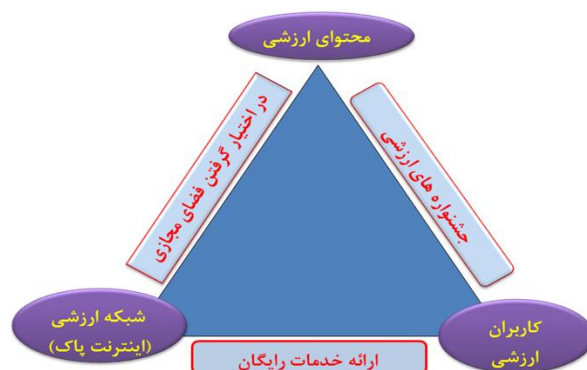 محتوای ارزشی
در اختیار گرفتن فضای مجازی
جشنواره های ارزشی
شبکه ارزشی
(اینترنت پاک)
کاربران
ارزشی
ارائه خدمات رایگان